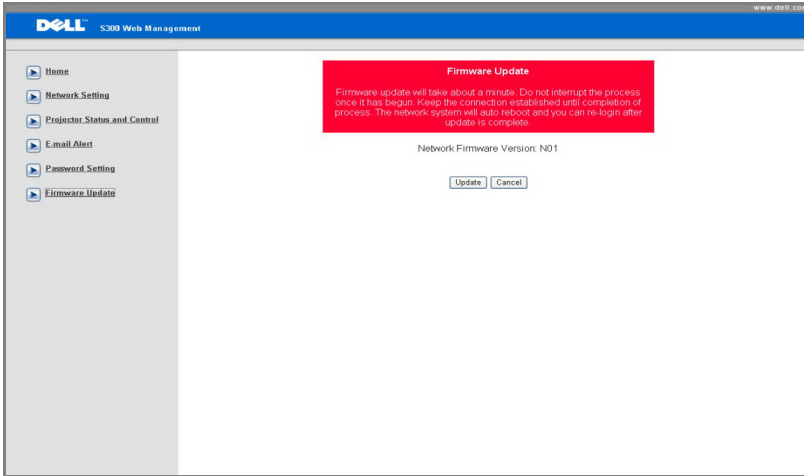 www.dell.com
DELL™ S300 Web Management
Home
Network Setting
Projector Status and Control
E-mail Alert
Password Setting
Firmware Update
Firmware Update
Firmware update will take about a minute. Do not interrupt the process
once it has begun. Keep the connection established until completion of
process. The network system will auto reboot and you can re-login after
update is complete.
Network Firmware Version: N01
Update Cancel